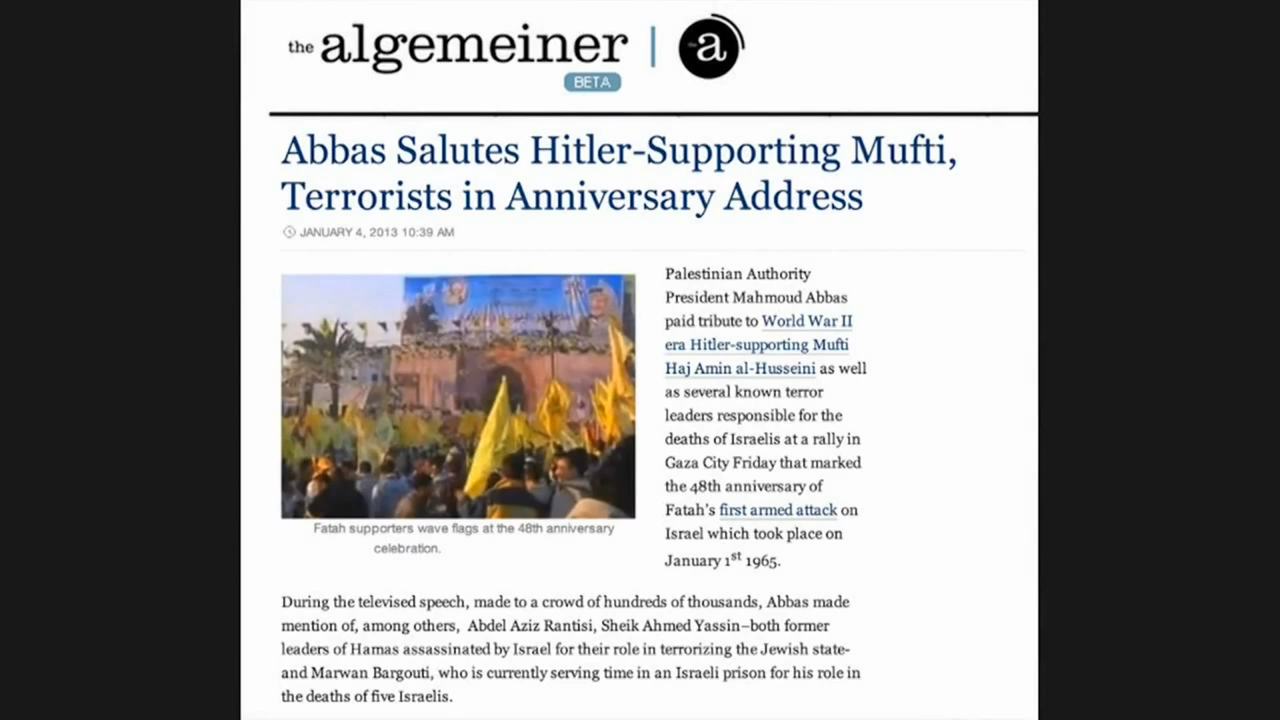 the algemeiner | a
BETA
Abbas Salutes Hitler-Supporting Mufti,
Terrorists in Anniversary Address
JANUARY 4, 2013 10:39 AM
Palestinian Authority
President Mahmoud Abbas
paid tribute to World War II
era Hitler-supporting Mufti
Haj Amin al-Husseini as well
as several known terror
leaders responsible for the
deaths of Israelis at a rally in
Gaza City Friday that marked
the 48th anniversary of
Fatah's first armed attack on
Israel which took place on
January 1st 1965.
Fatah supporters wave flags at the 48th anniversary
celebration.
During the televised speech, made to a crowd of hundreds of thousands, Abbas made
mention of, among others, Abdel Aziz Rantisi, Sheik Ahmed Yassin–both former
leaders of Hamas assassinated by Israel for their role in terrorizing the Jewish state-
and Marwan Bargouti, who is currently serving time in an Israeli prison for his role in
the deaths of five Israelis.